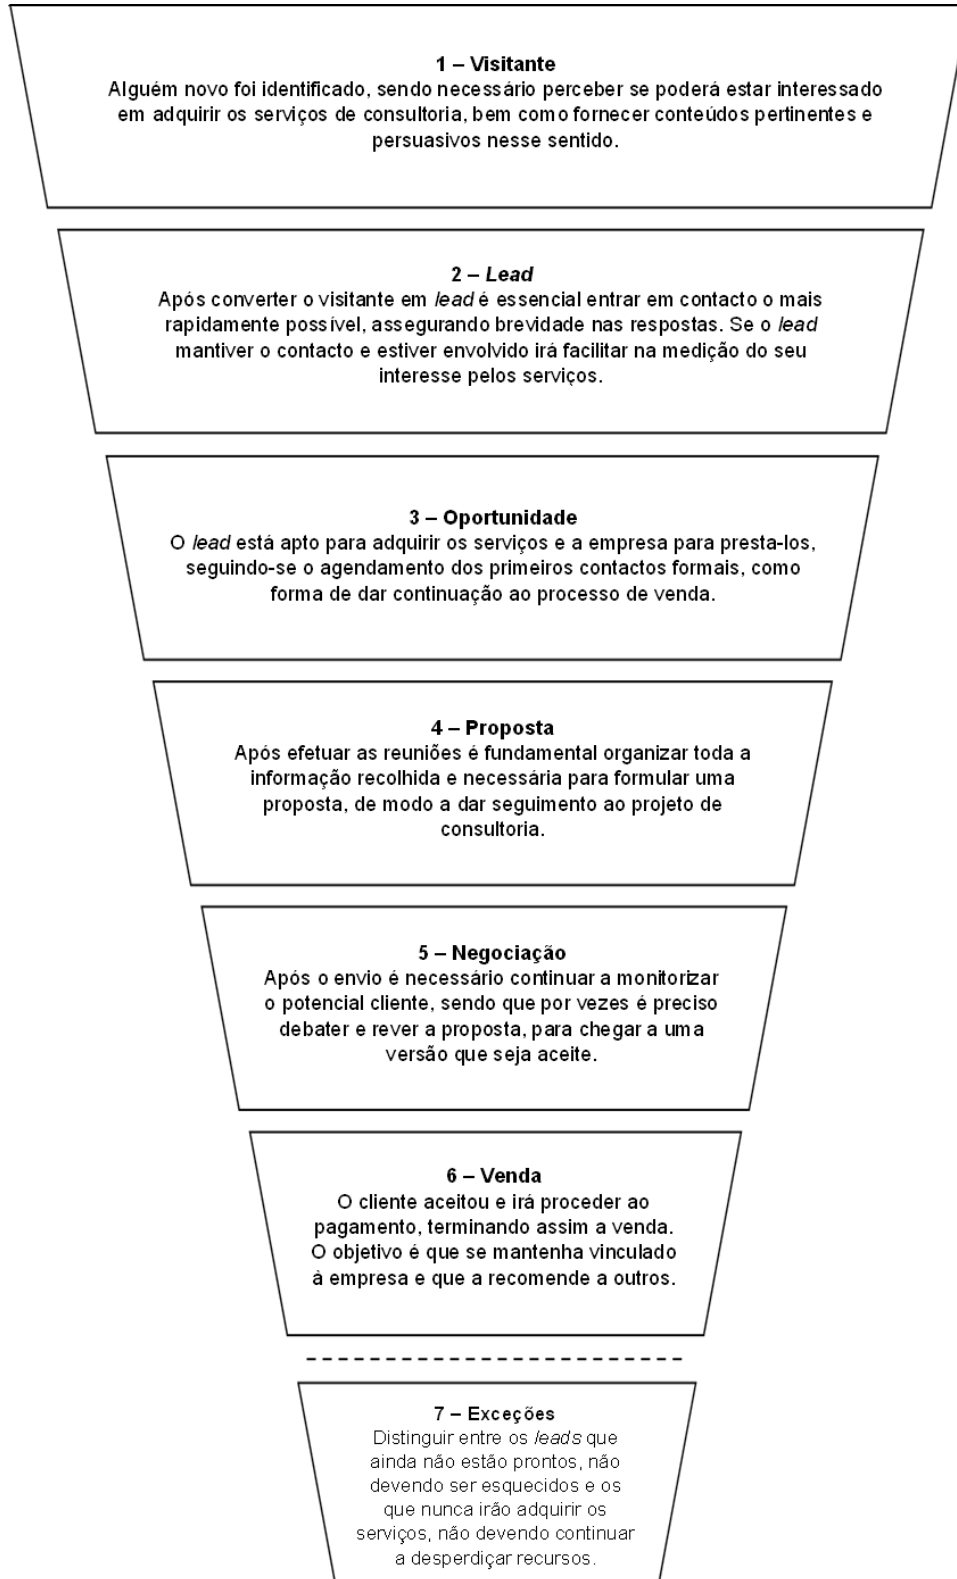 1 – Visitante
Alguém novo foi identificado, sendo necessário perceber se poderá estar interessado
em adquirir os serviços de consultoria, bem como fornecer conteúdos pertinentes e
persuasivos nesse sentido.
2 – Lead
Após converter o visitante em lead é essencial entrar em contacto o mais
rapidamente possível, assegurando brevidade nas respostas. Se o lead
mantiver o contacto e estiver envolvido irá facilitar na medição do seu
interesse pelos serviços.
3 – Oportunidade
O lead está apto para adquirir os serviços e a empresa para presta-los,
seguindo-se o agendamento dos primeiros contactos formais, como
forma de dar continuação ao processo de venda.
4 – Proposta
Após efetuar as reuniões é fundamental organizar toda a
informação recolhida e necessária para formular uma
proposta, de modo a dar seguimento ao projeto de
consultoria.
5 – Negociação
Após o envio é necessário continuar a monitorizar
o potencial cliente, sendo que por vezes é preciso
debater e rever a proposta, para chegar a uma
versão que seja aceite.
6 – Venda
O cliente aceitou e irá proceder ao
pagamento, terminando assim a venda.
O objetivo é que se mantenha vinculado
à empresa e que a recomende a outros.
7 – Exceções
Distinguir entre os leads que
ainda não estão prontos, não
devendo ser esquecidos e os
que nunca irão adquirir os
serviços, não devendo continuar
a desperdiçar recursos.